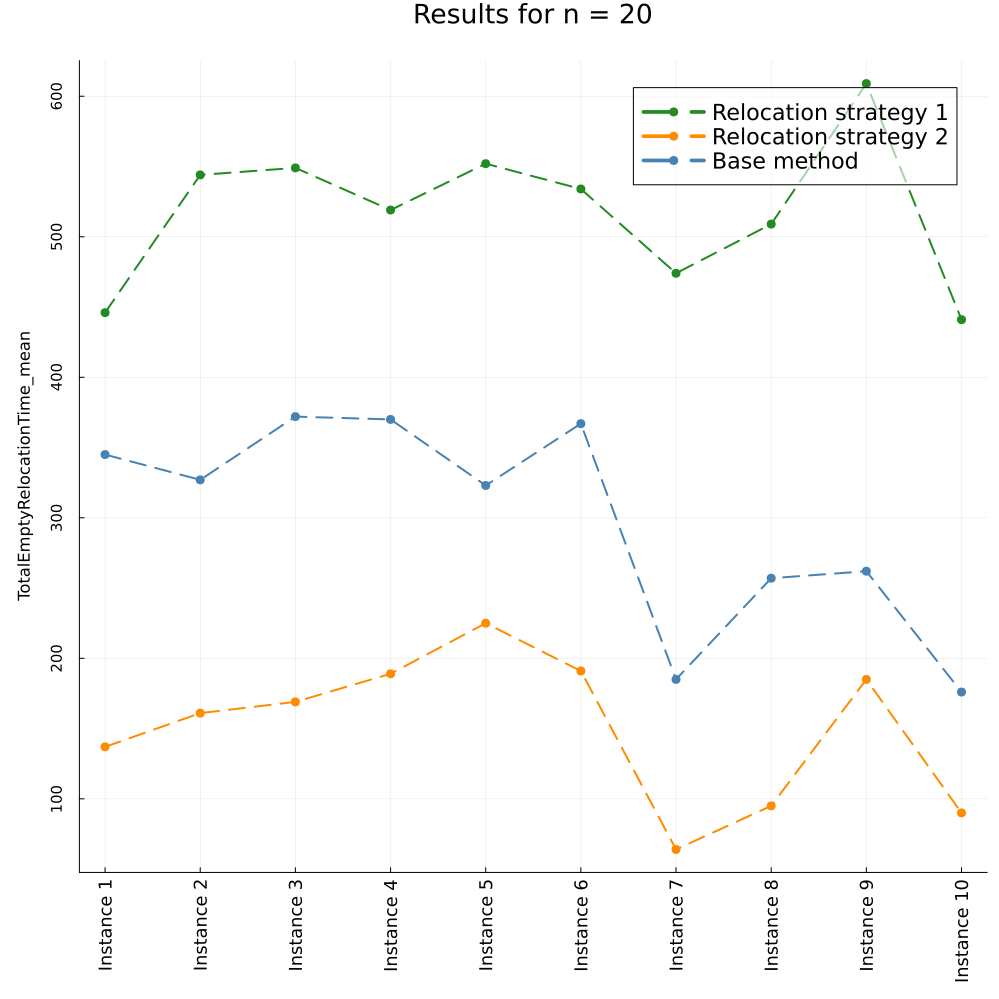 Results for n = 20
Relocation strategy 1
Relocation strategy 2
Base method
TotalEmptyRelocationTime_mean
600
500
400
300
200
100
Instance 1
Instance 2
Instance 3
Instance 4
Instance 5
Instance 6
Instance 7
Instance 8
Instance 9
Instance 10